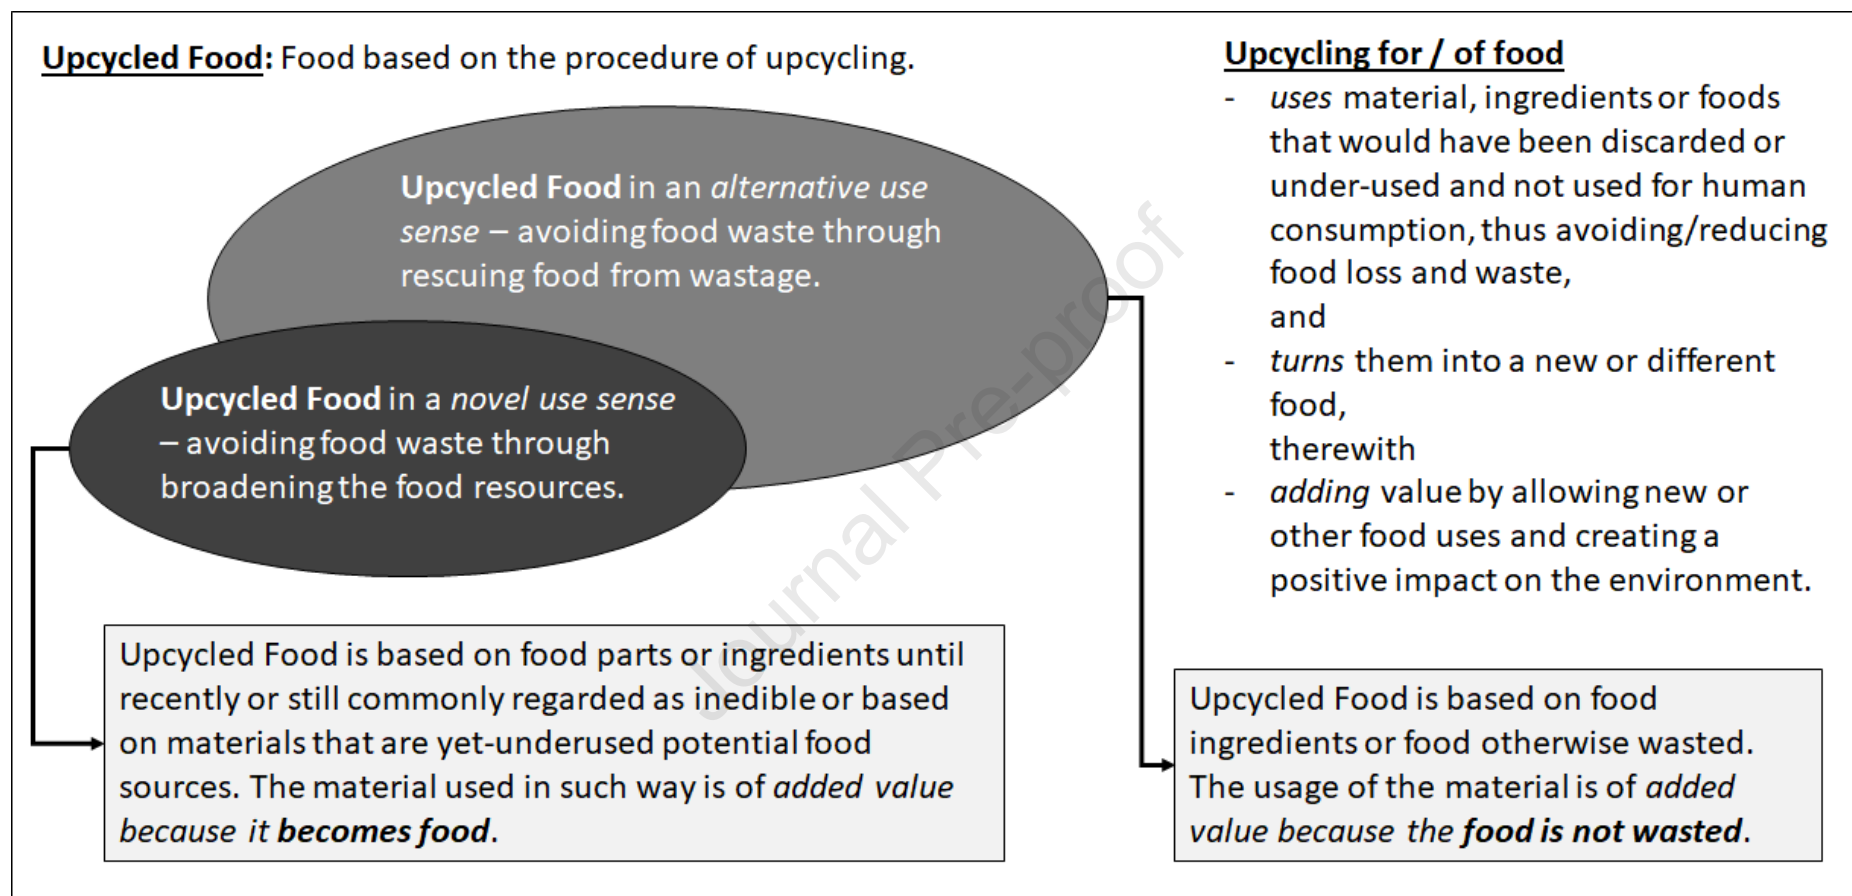 Upcycled Food: Food based on the procedure of upcycling.
Upcycled Food in an alternative use
sense – avoiding food waste through
rescuing food from wastage.
Upcycled Food in a novel use sense
– avoiding food waste through
broadening the food resources.
Upcycled Food is based on food parts or ingredients until
recently or still commonly regarded as inedible or based
on materials that are yet-underused potential food
sources. The material used in such way is of added value
because it becomes food.
Upcycling for / of food
- uses material, ingredients or foods
that would have been discarded or
under-used and not used for human
consumption, thus avoiding/reducing
food loss and waste,
and
- turns them into a new or different
food,
therewith
- adding value by allowing new or
other food uses and creating a
positive impact on the environment.
Upcycled Food is based on food
ingredients or food otherwise wasted.
The usage of the material is of added
value because the food is not wasted.
Journal Pre-proof